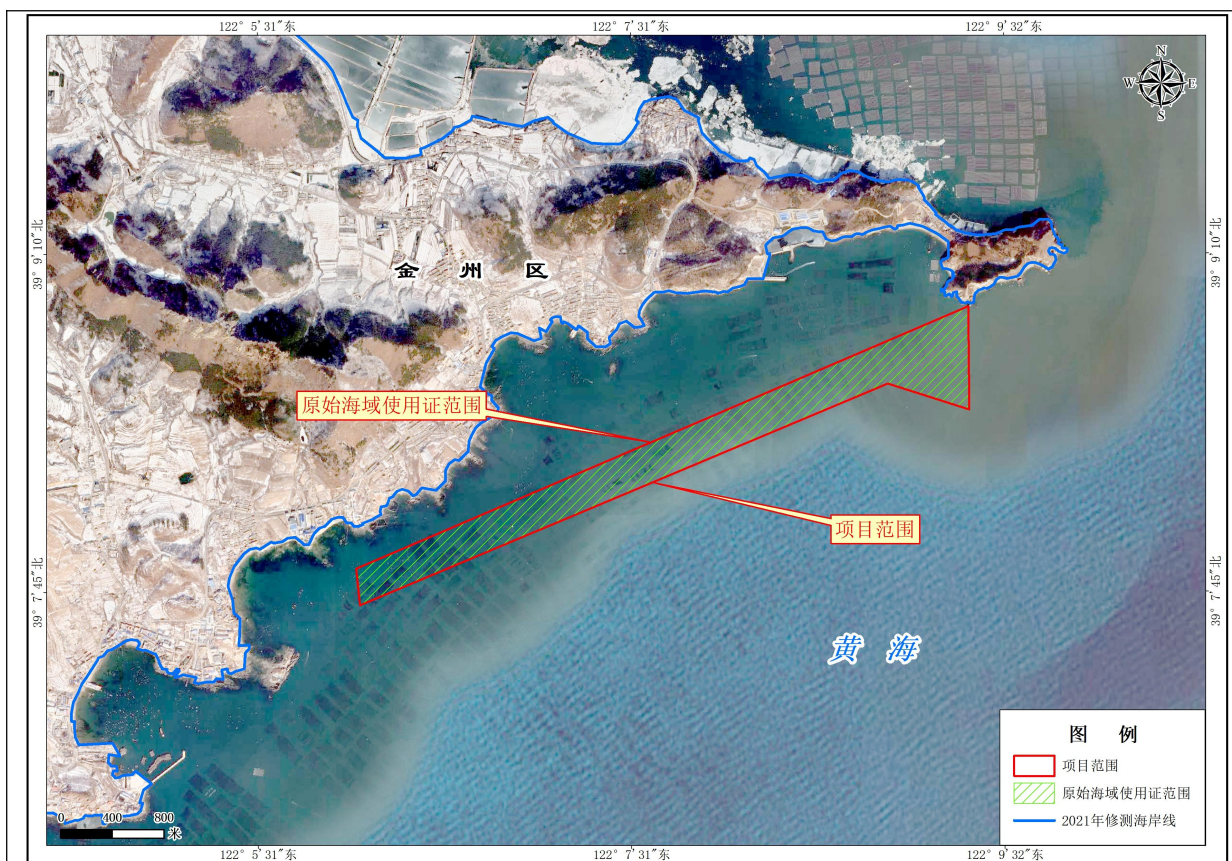 122° 5′31″东
122° 7′31″东
122° 9′32″东
N
W
E
S
39° 9′10″北
39° 9′10″北
金州区
原始海域使用证范围
项目范围
39° 7′45″北
39° 7′45″北
黄海
图例
项目范围
原始海域使用证范围
2021年修测海岸线
0 400 800
米
122° 5′31″东
122° 7′31″东
122° 9′32″东